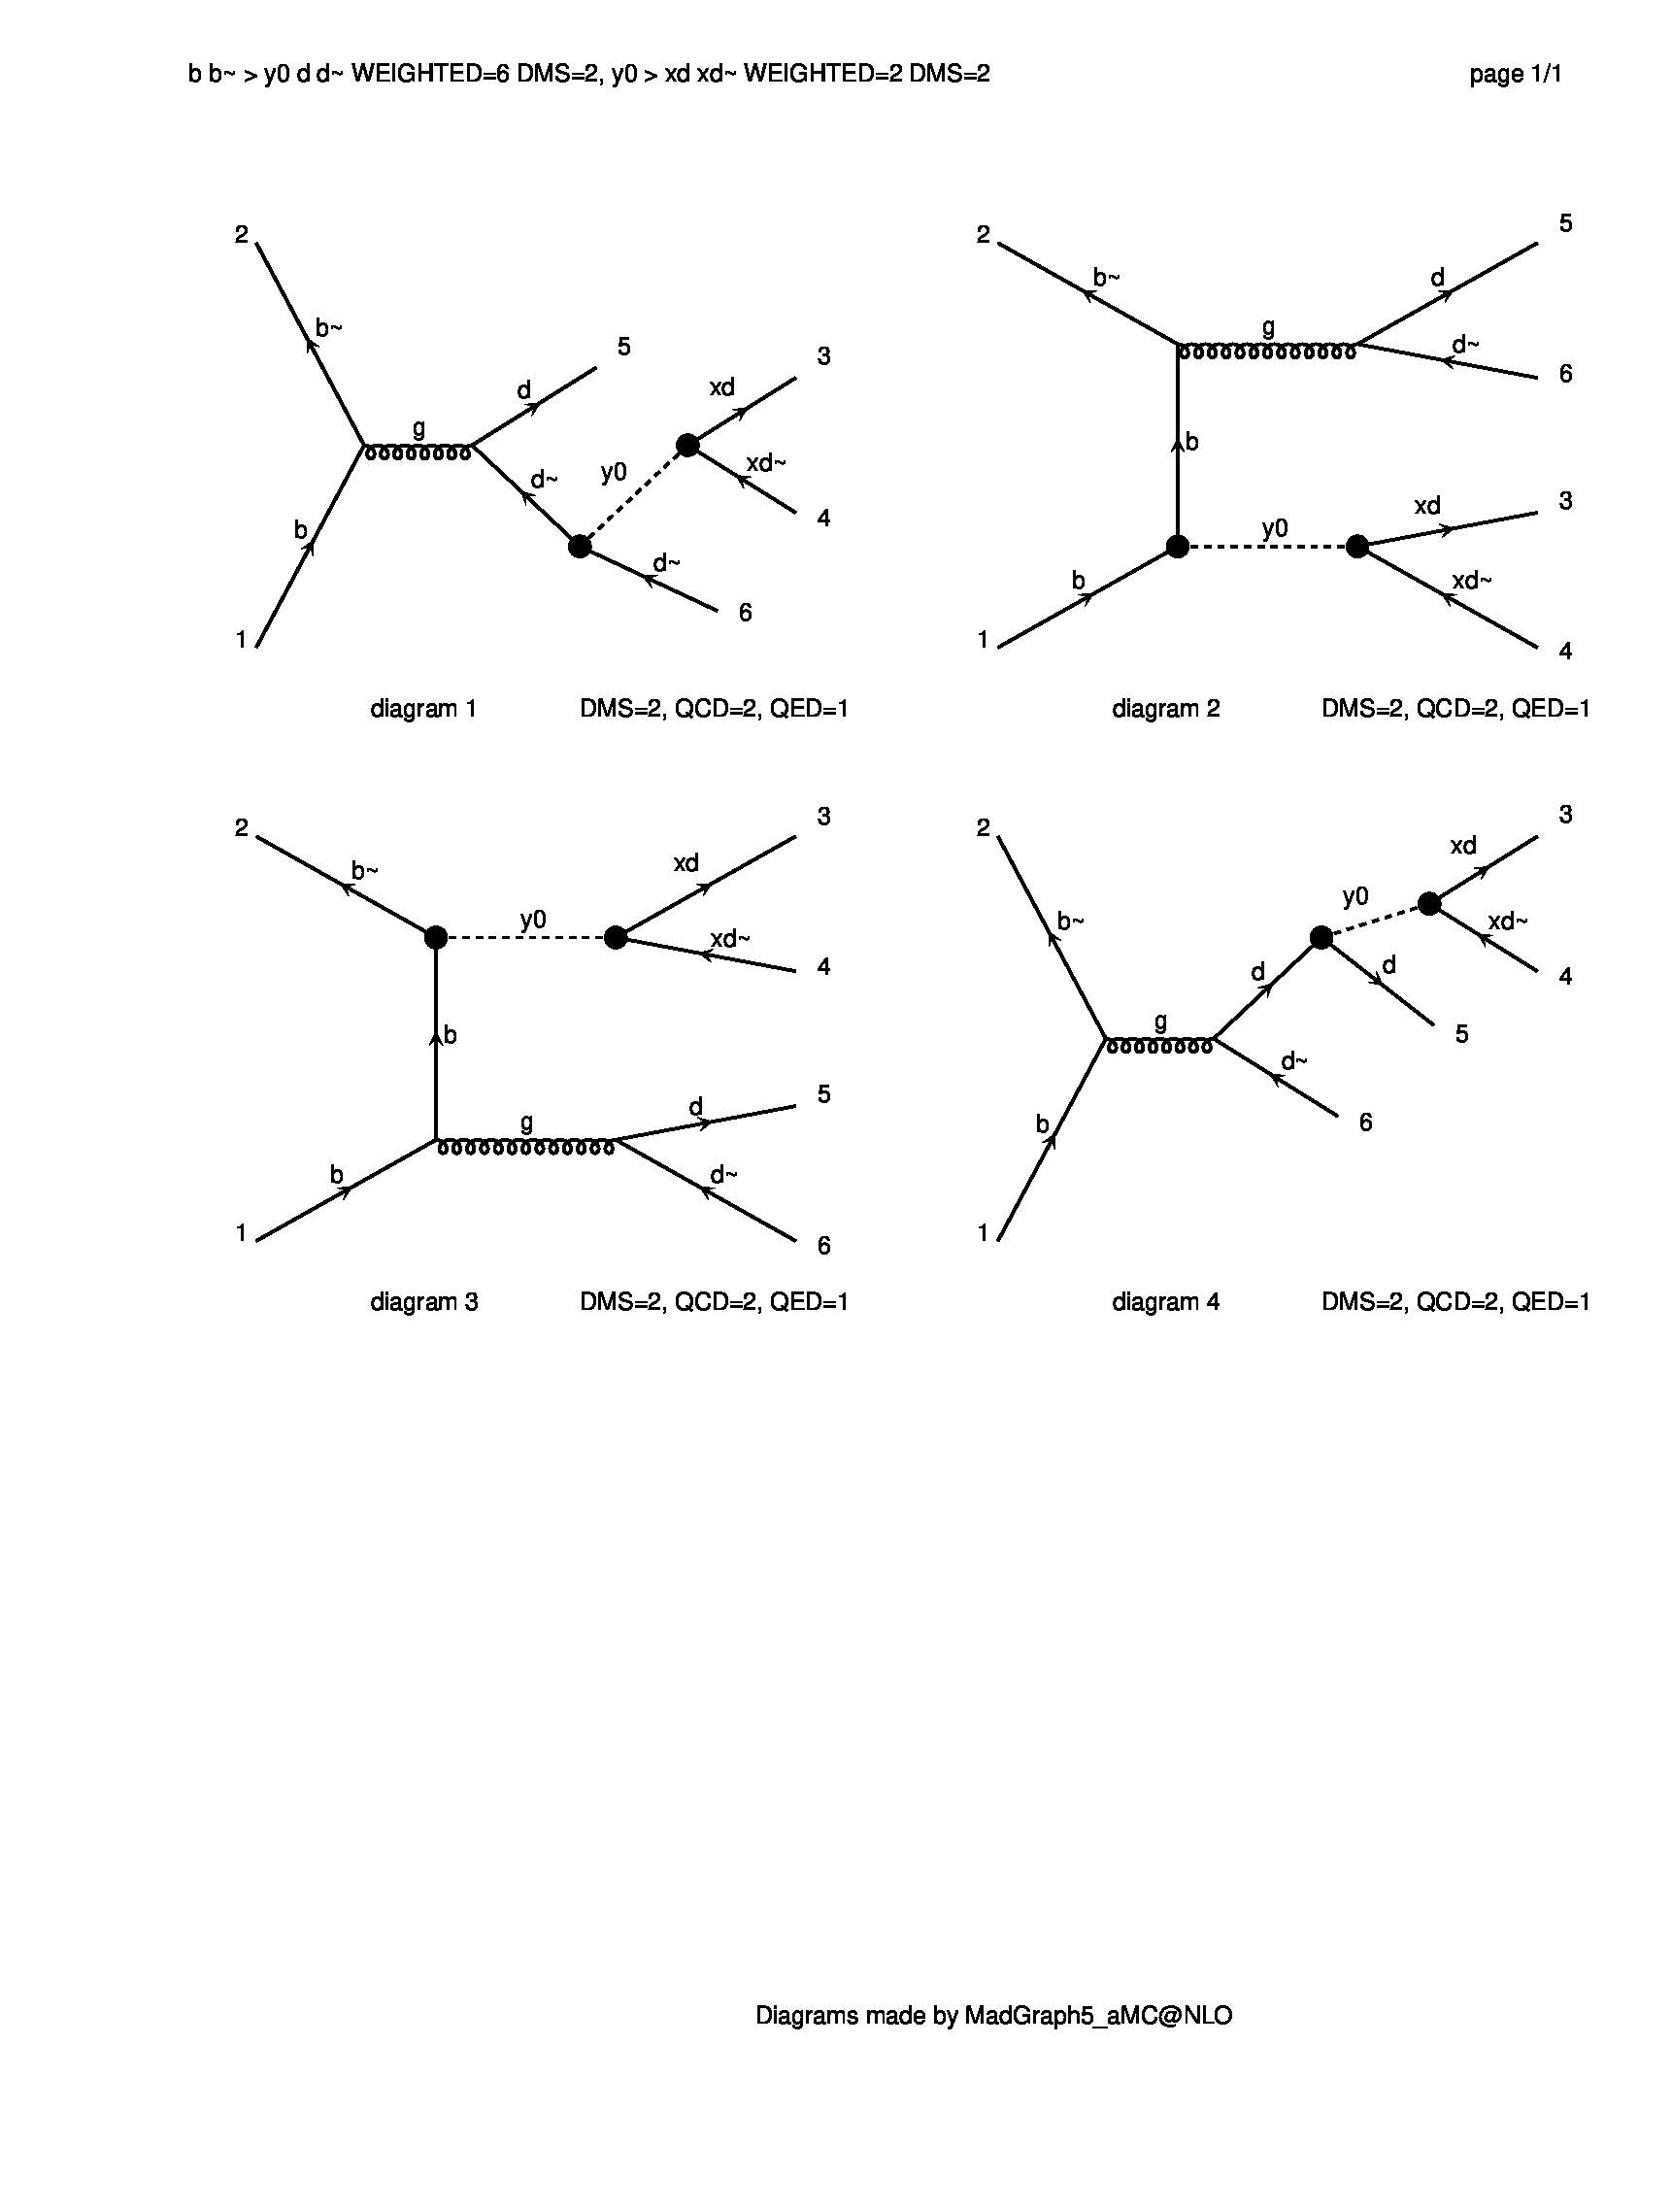 b b~ > y0 d d~ WEIGHTED=6 DMS=2, y0 > xd xd~ WEIGHTED=2 DMS=2 page 1/1
2
b~
b
1
g
d
5
d~
y0
xd
3
xd~
4
d~
6
diagram 1 DMS=2, QCD=2, QED=1
2
b~
g
d
5
d~
6
b
b
1
y0
xd
3
xd~
4
diagram 2 DMS=2, QCD=2, QED=1
2
b~
y0
xd
3
xd~
4
b
b
1
g
d
5
d~
6
diagram 3 DMS=2, QCD=2, QED=1
2
b~
b
1
g
d
y0
xd
3
xd~
4
d
5
d~
6
diagram 4 DMS=2, QCD=2, QED=1
Diagrams made by MadGraph5_aMC@NLO